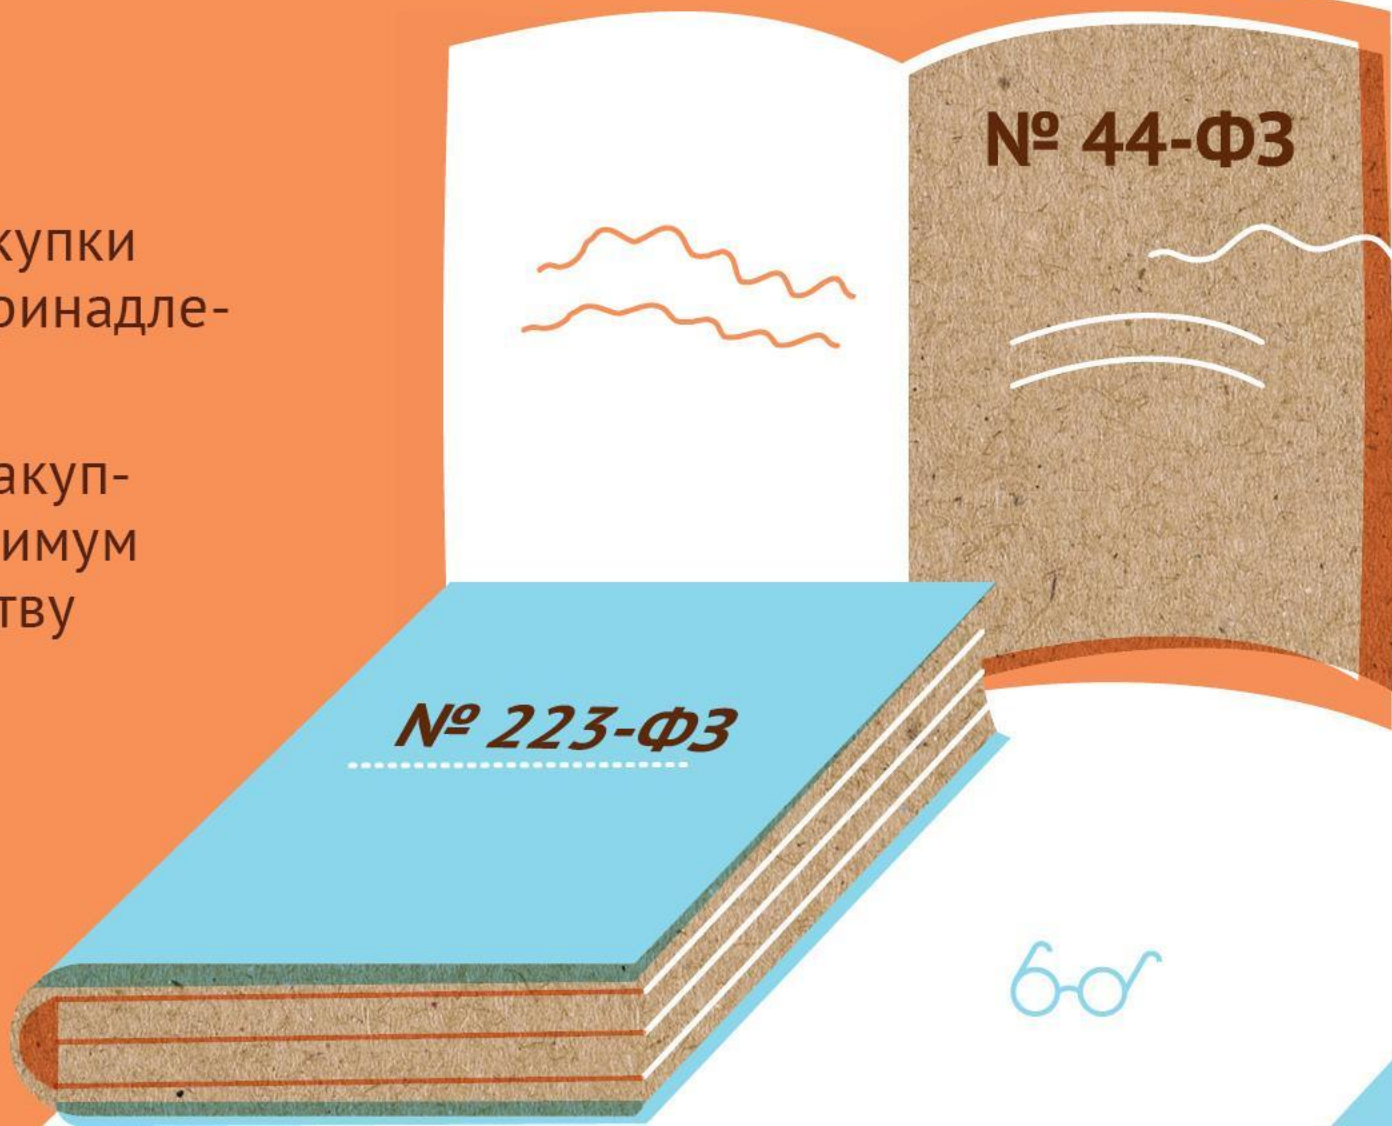 № 44-ФЗ
купки
ринадле-
акуп-
имум
тву
№ 223-ФЗ